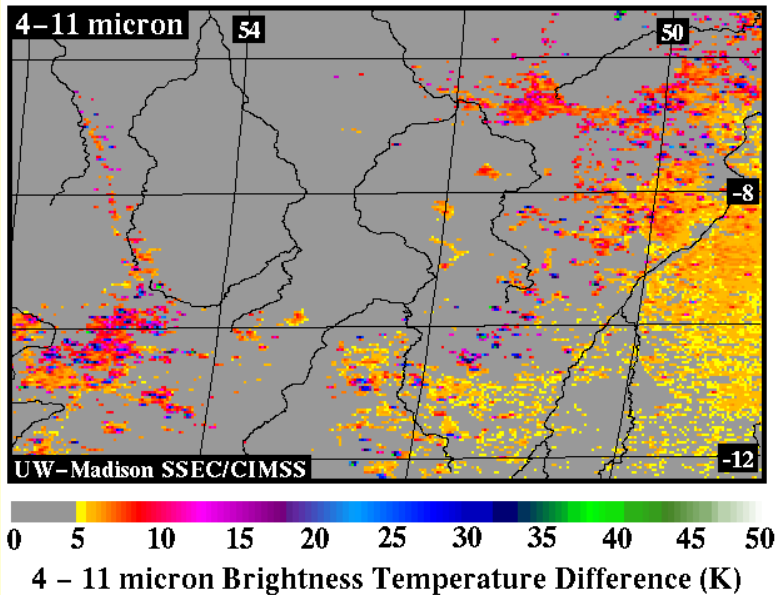 4−11 micron
54
50
−8
−12
UW−Madison SSEC/CIMSS
0 5 10 15 20 25 30 35 40 45 50
4 − 11 micron Brightness Temperature Difference (K)